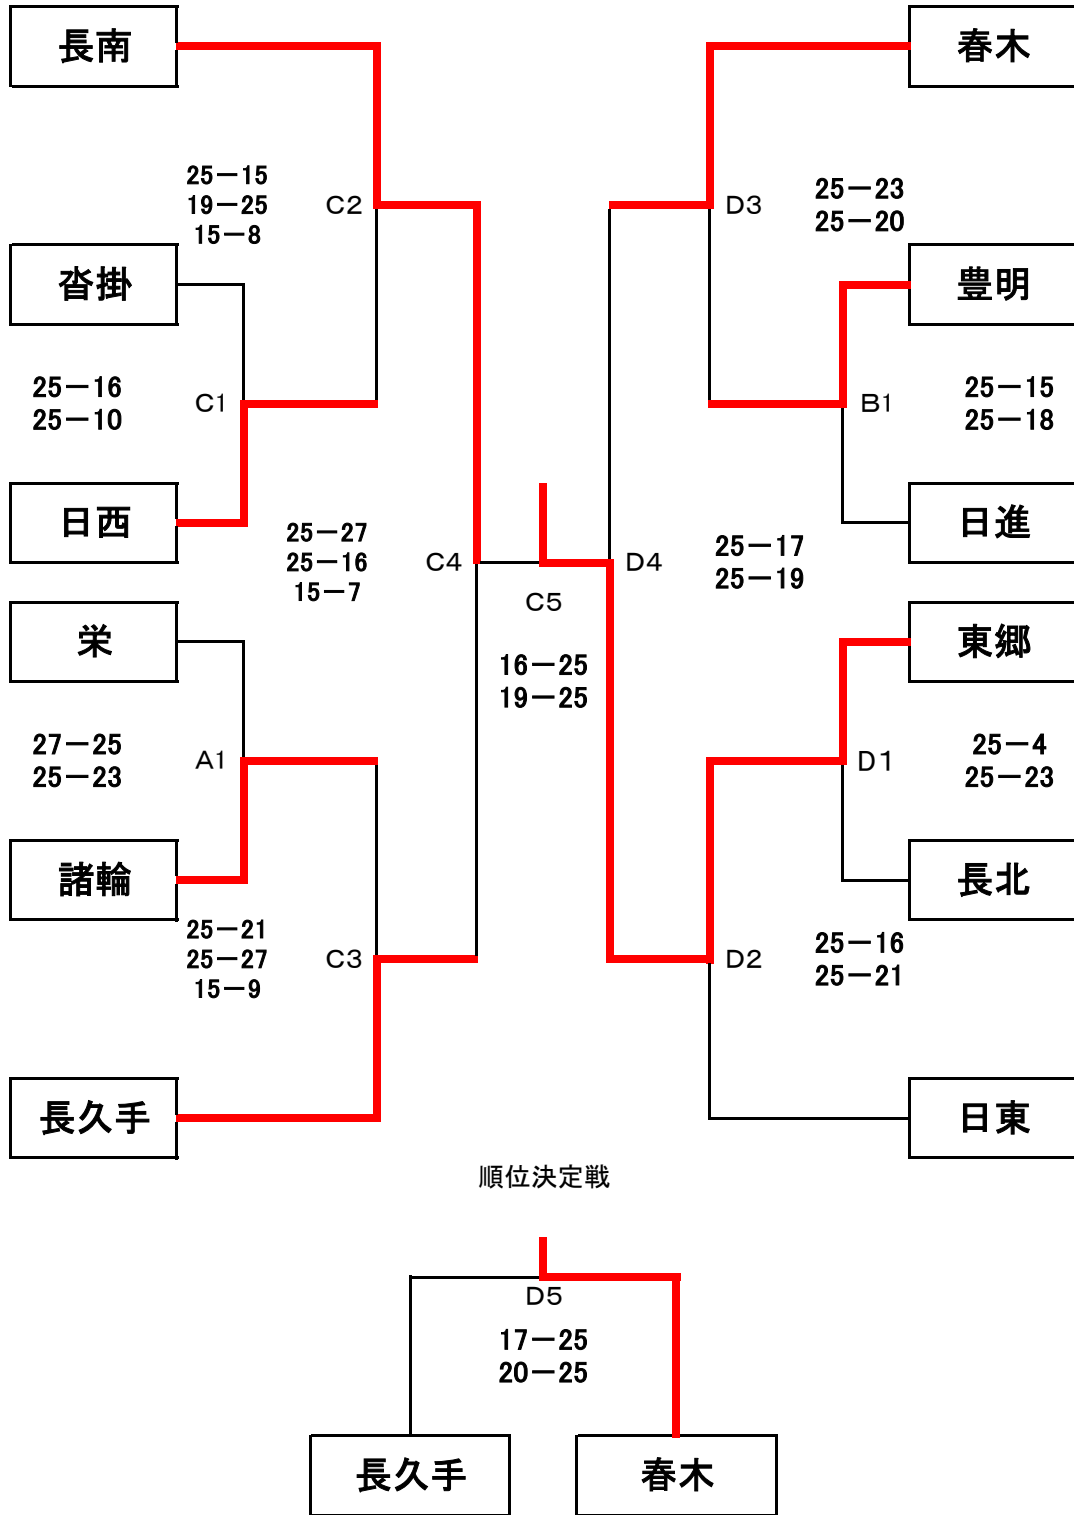 長南
春木
25－15
19－25
15－8
C2
D3
25－23
25－20
沓掛
豊明
25－16
25－10
C1
B1
25－15
25－18
日西
日進
25－27
25－16
15－7
C4
C5
D4
25－17
25－19
栄
東郷
16－25
19－25
27－25
25－23
A1
D1
25－4
25－23
諸輪
長北
25－21
25－27
15－9
C3
D2
25－16
25－21
長久手
日東
順位決定戦
D5
17－25
20－25
長久手
春木